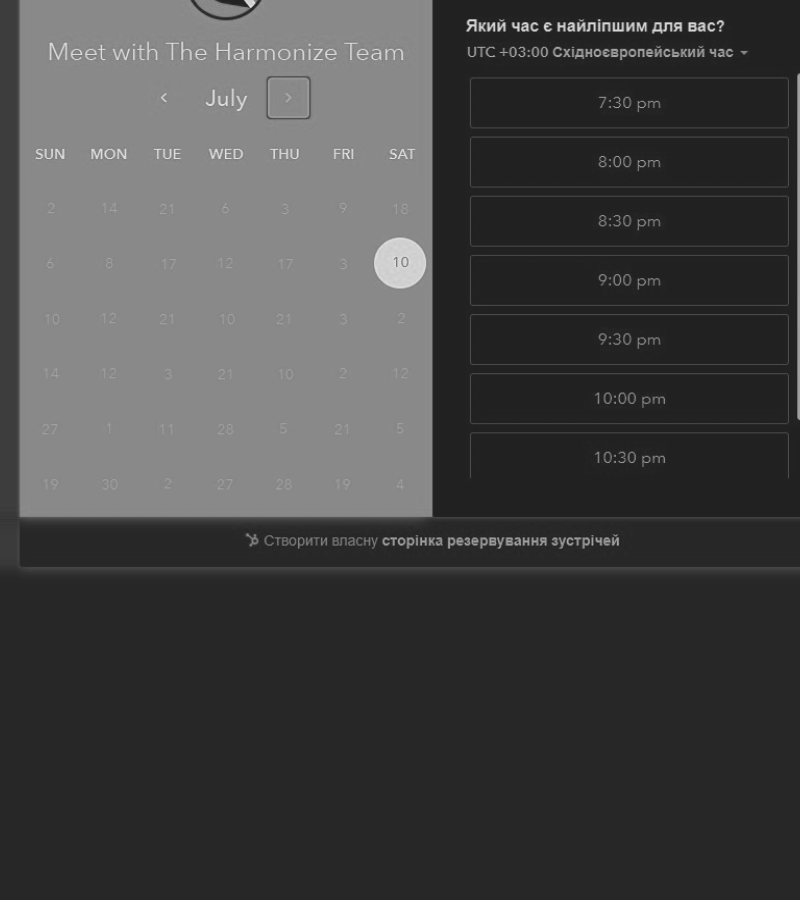 Meet with The Harmonize Team
July
SUN MON TUE WED THU FRI SAT
2 14 21 6 3 9 18
6 8 17 12 17 3 10
10 12 21 10 21 3 2
14 12 3 21 10 2 12
27 1 11 28 5 21 5
19 30 2 27 28 19 4
Який час є найліпшим для вас?
UTC +03:00 Східноєвропейський час
7:30 pm
8:00 pm
8:30 pm
9:00 pm
9:30 pm
10:00 pm
10:30 pm
Створити власну сторінка резервування зустрічей